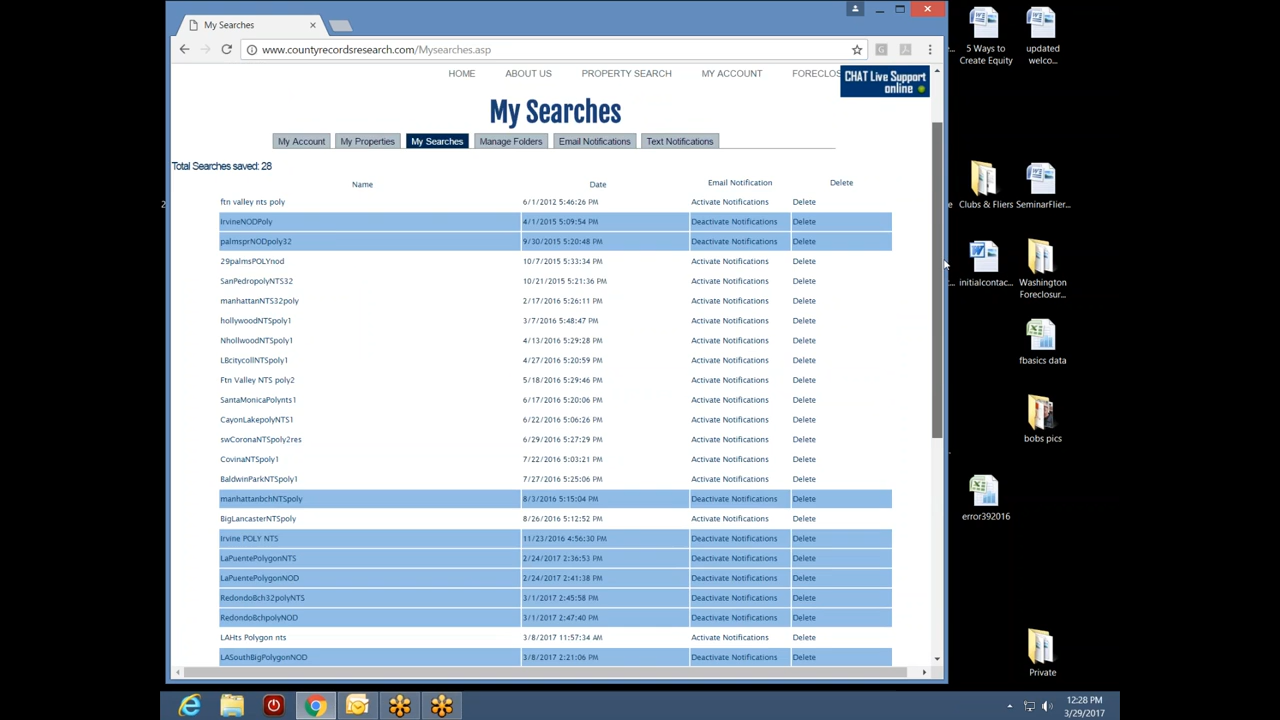 My Searches
www.countyrecordsresearch.com/Mysearches.asp
HOME ABOUT US PROPERTY SEARCH MY ACCOUNT FORECLOS
CHAT Live Support
online
My Searches
My Account My Properties My Searches Manage Folders Email Notifications Text Notifications
Total Searches saved: 28
Name Date Email Notification Delete
ftn valley nts poly 6/1/2012 5:46:26 PM Activate Notifications Delete
IrvineNODPoly 4/1/2015 5:09:54 PM Deactivate Notifications Delete
palmsprNODpoly32 9/30/2015 5:20:48 PM Deactivate Notifications Delete
29palmsPOLYnod 10/7/2015 5:33:34 PM Activate Notifications Delete
SanPedropolyNTS32 10/21/2015 5:21:36 PM Activate Notifications Delete
manhattanNTS32poly 2/17/2016 5:26:11 PM Activate Notifications Delete
hollywoodNTSpoly1 3/7/2016 5:48:47 PM Activate Notifications Delete
NhollwoodNTSpoly1 4/13/2016 5:29:28 PM Activate Notifications Delete
LBcitycollNTSpoly1 4/27/2016 5:20:59 PM Activate Notifications Delete
Ftn Valley NTS poly2 5/18/2016 5:29:46 PM Activate Notifications Delete
SantaMonicaPolynts1 6/17/2016 5:20:06 PM Activate Notifications Delete
CayonLakepolyNTS1 6/22/2016 5:06:26 PM Activate Notifications Delete
swCoronaNTSpoly2res 6/29/2016 5:27:29 PM Activate Notifications Delete
CovinaNTSpoly1 7/22/2016 5:03:21 PM Activate Notifications Delete
BaldwinParkNTSpoly1 7/27/2016 5:25:06 PM Activate Notifications Delete
manhattanbchNTSpoly 8/3/2016 5:15:04 PM Deactivate Notifications Delete
BigLancasterNTSpoly 8/26/2016 5:12:52 PM Activate Notifications Delete
Irvine POLY NTS 11/23/2016 4:56:30 PM Deactivate Notifications Delete
LaPuentePolygonNTS 2/24/2017 2:36:53 PM Deactivate Notifications Delete
LaPuentePolygonNOD 2/24/2017 2:41:38 PM Deactivate Notifications Delete
RedondoBch32polyNTS 3/1/2017 2:45:58 PM Deactivate Notifications Delete
RedondoBchpolyNOD 3/1/2017 2:47:40 PM Deactivate Notifications Delete
LAHts Polygon nts 3/8/2017 11:57:34 AM Activate Notifications Delete
LASouthBigPolygonNOD 3/8/2017 2:21:06 PM Deactivate Notifications Delete
5 Ways to
Create Equity
updated
welco...
Clubs & Fliers
SeminarFlier...
initialcontac...
Washington
Foreclosur...
fbasics data
bobs pics
error392016
Private
12:28 PM
3/29/2017